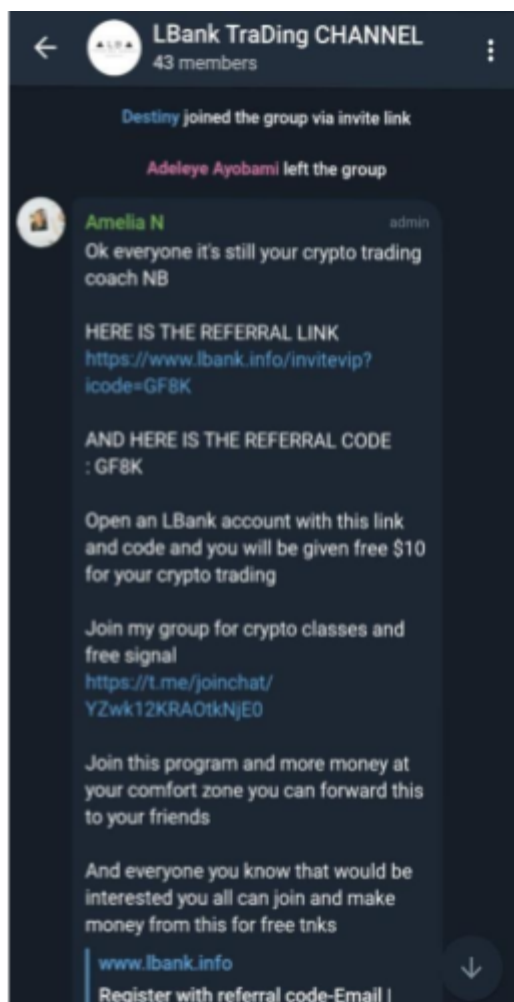 LBank TraDing CHANNEL
43 members
Destiny joined the group via invite link
Adeleye Ayobami left the group
Amelia N admin
Ok everyone it's still your crypto trading
coach NB
HERE IS THE REFERRAL LINK
https://www.lbank.info/invitevip?
icode=GF8K
AND HERE IS THE REFERRAL CODE
: GF8K
Open an LBank account with this link
and code and you will be given free $10
for your crypto trading
Join my group for crypto classes and
free signal
https://t.me/joinchat/
YZwk12KRAOtkNjE0
Join this program and more money at
your comfort zone you can forward this
to your friends
And everyone you know that would be
interested you all can join and make
money from this for free tnks
www.lbank.info
Register with referral code-Email |